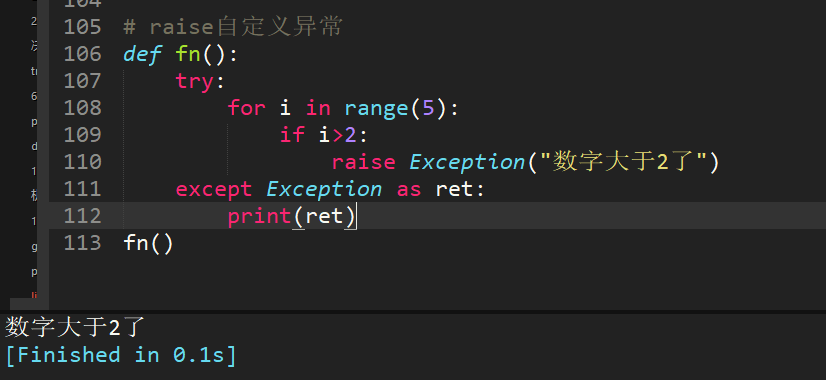 104
105 # raise自定义异常
106 def fn():
107     try:
108         for i in range(5):
109             if i>2:
110                 raise Exception("数字大于2了")
111     except Exception as ret:
112         print(ret)
113 fn()
数字大于2了
[Finished in 0.1s]